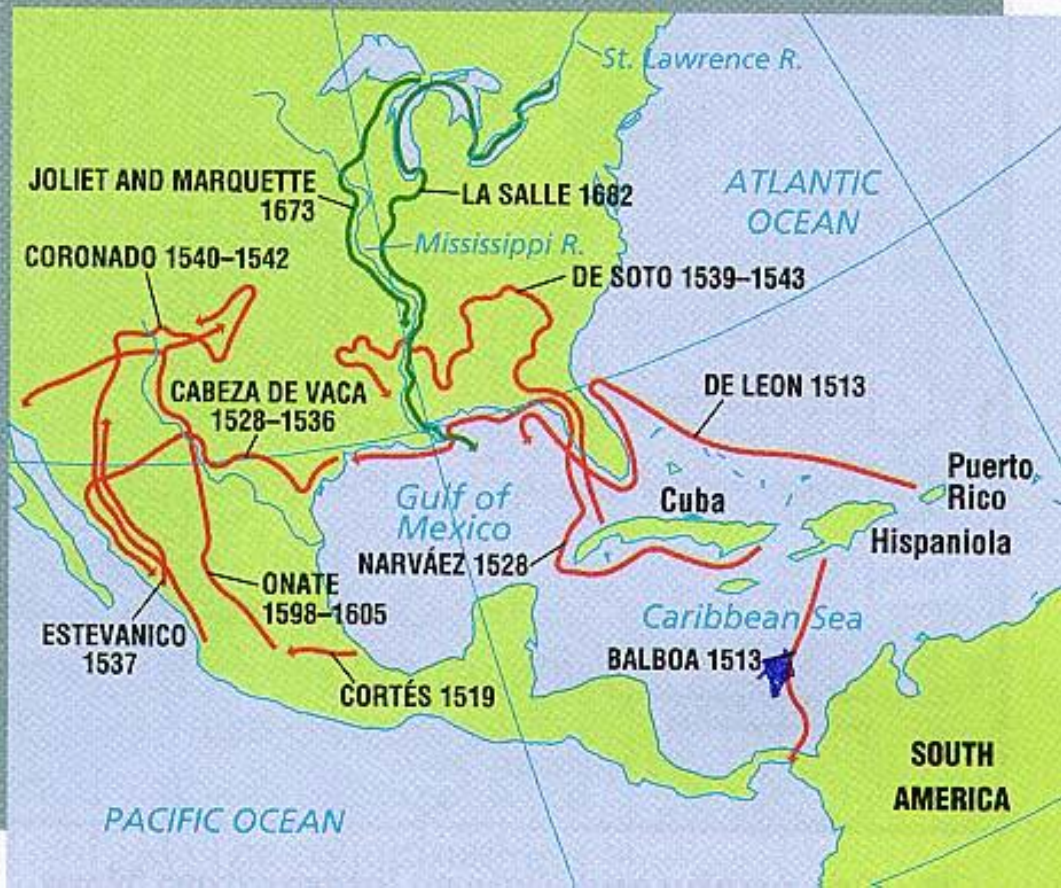 St. Lawrence R.
JOLIET AND MARQUETTE
1673
LA SALLE 1682
ATLANTIC
OCEAN
Mississippi R.
CORONADO 1540–1542
DE SOTO 1539–1543
CABEZA DE VACA
1528–1536
DE LEON 1513
Puerto
Rico
Gulf of
Mexico
Cuba
Hispaniola
NARVÁEZ 1528
ONATE
1598–1605
ESTEVANICO
1537
Caribbean Sea
BALBOA 1513
CORTÉS 1519
SOUTH
AMERICA
PACIFIC OCEAN